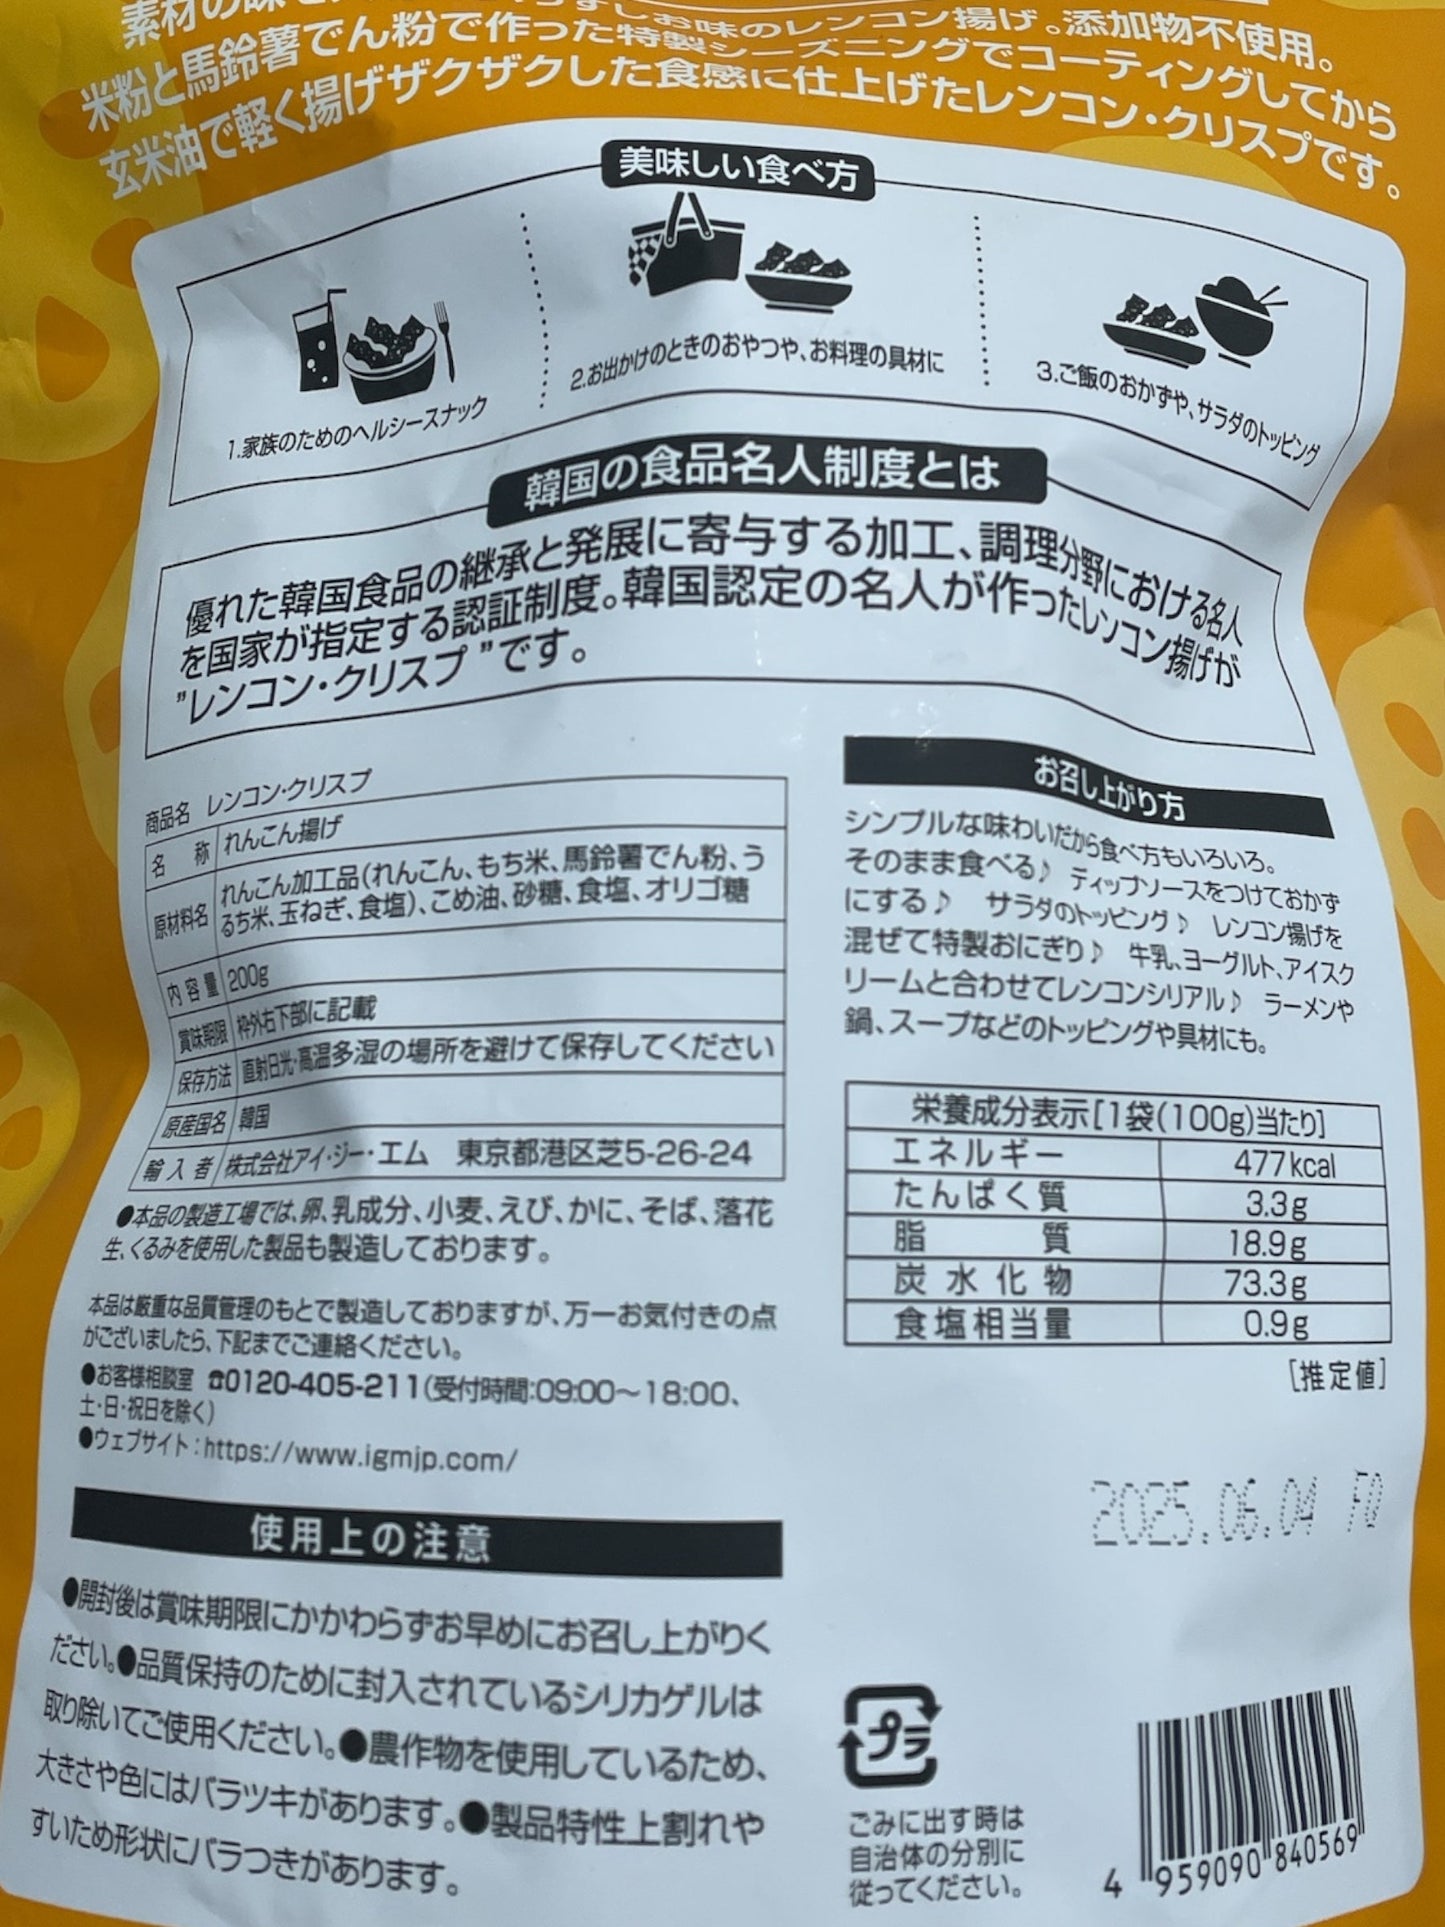 素材の味
しお味のレンコン揚げ。添加物不使用。
米粉と馬鈴薯でん粉で作った特製シーズニングでコーティングしてから
玄米油で軽く揚げザクザクした食感に仕上げたレンコン・クリスプです。
美味しい食べ方
1.家族のためのヘルシースナック
2.お出かけのときのおやつや、お料理の具材に
3.ご飯のおかずや、サラダのトッピング
韓国の食品名人制度とは
優れた韓国食品の継承と発展に寄与する加工、調理分野における名人
を国家が指定する認証制度。韓国認定の名人が作ったレンコン揚げが
”レンコン・クリスプ”です。
商品名 レンコン・クリスプ
名 称 れんこん揚げ
原材料名 れんこん加工品(れんこん、もち米、馬鈴薯でん粉、う
るち米、玉ねぎ、食塩)、こめ油、砂糖、食塩、オリゴ糖
内容量 200g
賞味期限 枠外右下部に記載
保存方法 直射日光・高温多湿の場所を避けて保存してください
原産国名 韓国
輸入者 株式会社アイ・ジー・エム 東京都港区芝5-26-24
●本品の製造工場では、卵、乳成分、小麦、えび、かに、そば、落花
生、くるみを使用した製品も製造しております。
本品は厳重な品質管理のもとで製造しておりますが、万一お気付きの点
がございましたら、下記までご連絡ください。
●お客様相談室 ☎0120-405-211(受付時間:09:00〜18:00、
土・日・祝日を除く)
●ウェブサイト:https://www.igmjp.com/
使用上の注意
●開封後は賞味期限にかかわらずお早めにお召し上がりく
ださい。●品質保持のために封入されているシリカゲルは
取り除いてご使用ください。●農作物を使用しているため、
大きさや色にはバラツキがあります。●製品特性上割れや
すいため形状にバラつきがあります。
お召し上がり方
シンプルな味わいだから食べ方もいろいろ。
そのまま食べる♪ ディップソースをつけておかず
にする♪ サラダのトッピング♪ レンコン揚げを
混ぜて特製おにぎり♪ 牛乳、ヨーグルト、アイスク
リームと合わせてレンコンシリアル♪ ラーメンや
鍋、スープなどのトッピングや具材にも。
栄養成分表示[1袋(100g)当たり]
エネルギー 477kcal
たんぱく質 3.3g
脂質 18.9g
炭水化物 73.3g
食塩相当量 0.9g
[推定値]
2025.06.04 F0
プラ
ごみに出す時は
自治体の分別に
従ってください。
4 959090 840569